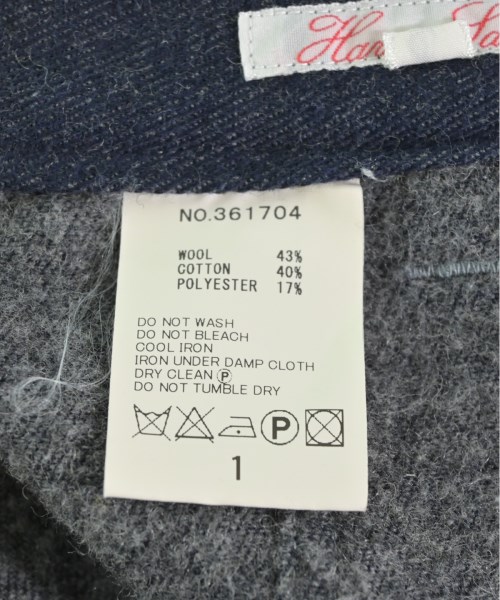 NO.361704
WOOL 43%
COTTON 40%
POLYESTER 17%
DO NOT WASH
DO NOT BLEACH
COOL IRON
IRON UNDER DAMP CLOTH
DRY CLEAN Ⓟ
DO NOT TUMBLE DRY
P
1